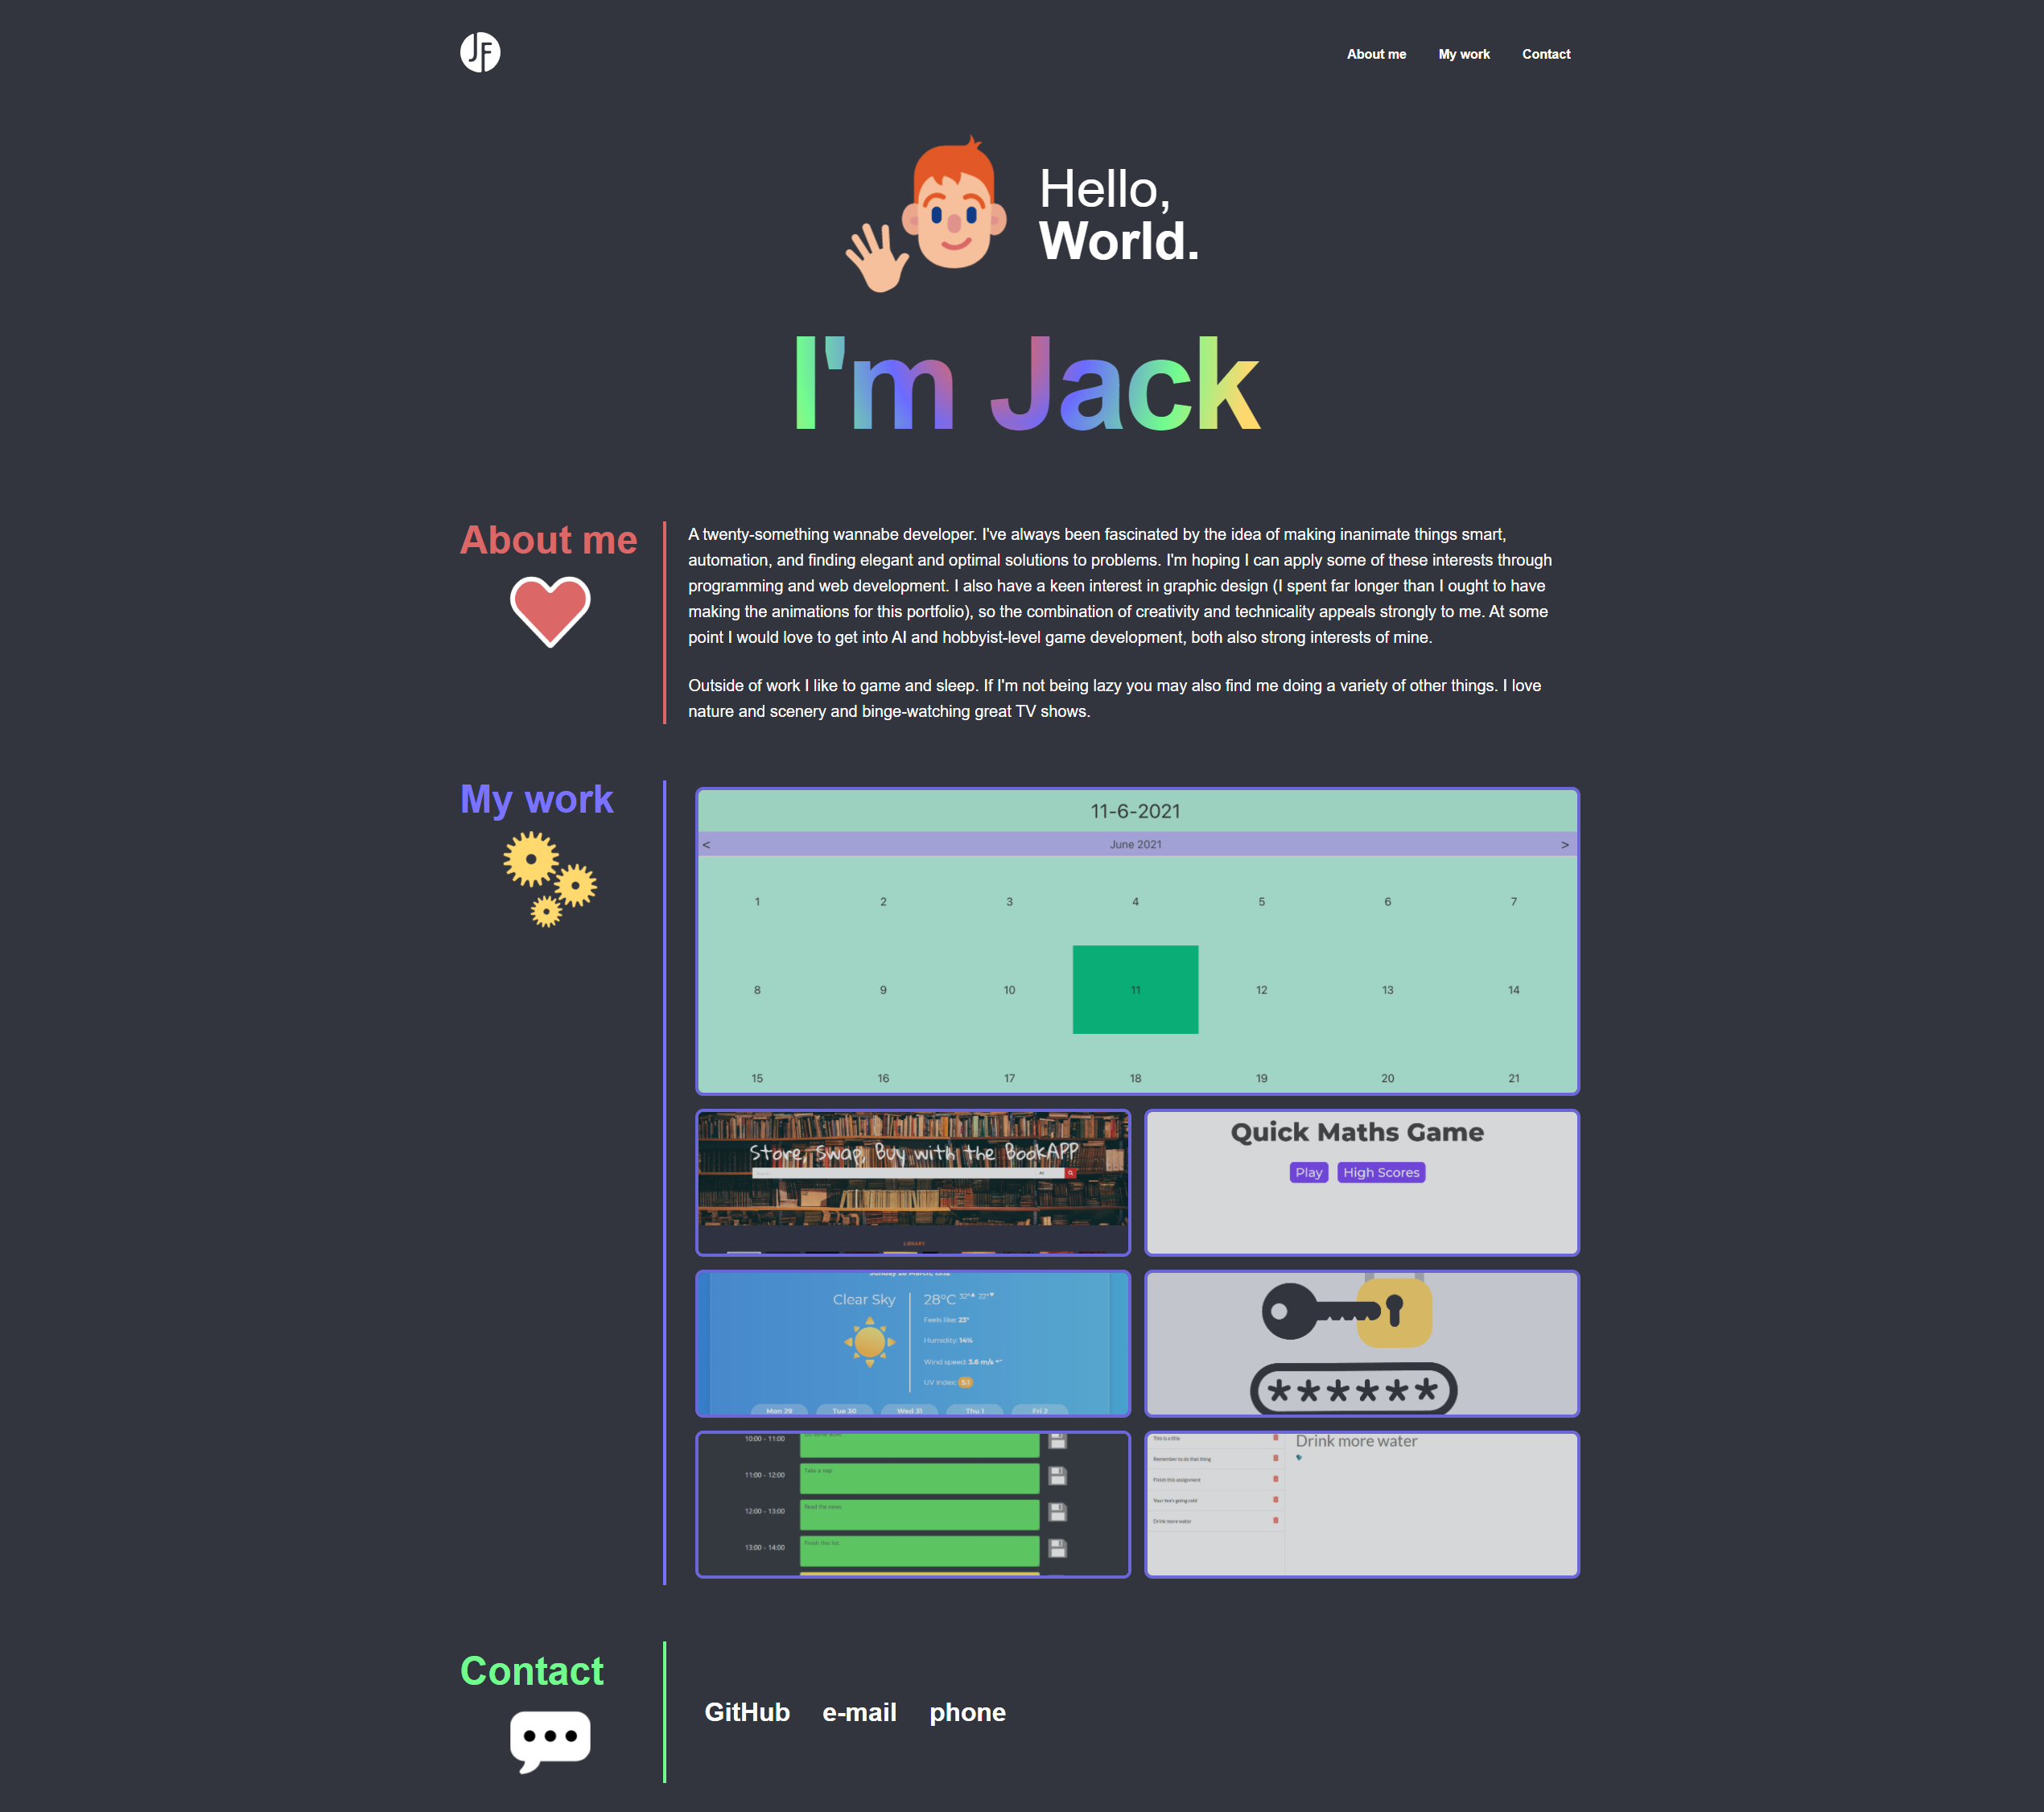 JF
About me
My work
Contact
Hello,
World.
I'm Jack
About me
A twenty-something wannabe developer. I've always been fascinated by the idea of making inanimate things smart,
automation, and finding elegant and optimal solutions to problems. I'm hoping I can apply some of these interests through
programming and web development. I also have a keen interest in graphic design (I spent far longer than I ought to have
making the animations for this portfolio), so the combination of creativity and technicality appeals strongly to me. At some
point I would love to get into AI and hobbyist-level game development, both also strong interests of mine.
Outside of work I like to game and sleep. If I'm not being lazy you may also find me doing a variety of other things. I love
nature and scenery and binge-watching great TV shows.
My work
11-6-2021
< June 2021 >
1 2 3 4 5 6 7
8 9 10 11 12 13 14
15 16 17 18 19 20 21
Store, Swap, Buy with the BookAPP
All
LIBRARY
Quick Maths Game
Play High Scores
Clear Sky
28°C 32° 22°
Feels like: 23°
Humidity: 14%
Wind speed: 3.6 m/s
UV index: 5.1
Mon 29 Tue 30 Wed 31 Thu 1 Fri 2
******
10:00 - 11:00
11:00 - 12:00 Take a nap.
12:00 - 13:00 Read the news
13:00 - 14:00 Finish this list.
This is a title
Remember to do that thing
Finish this assignment
Your tea's going cold
Drink more water
Drink more water
Contact
GitHub e-mail phone